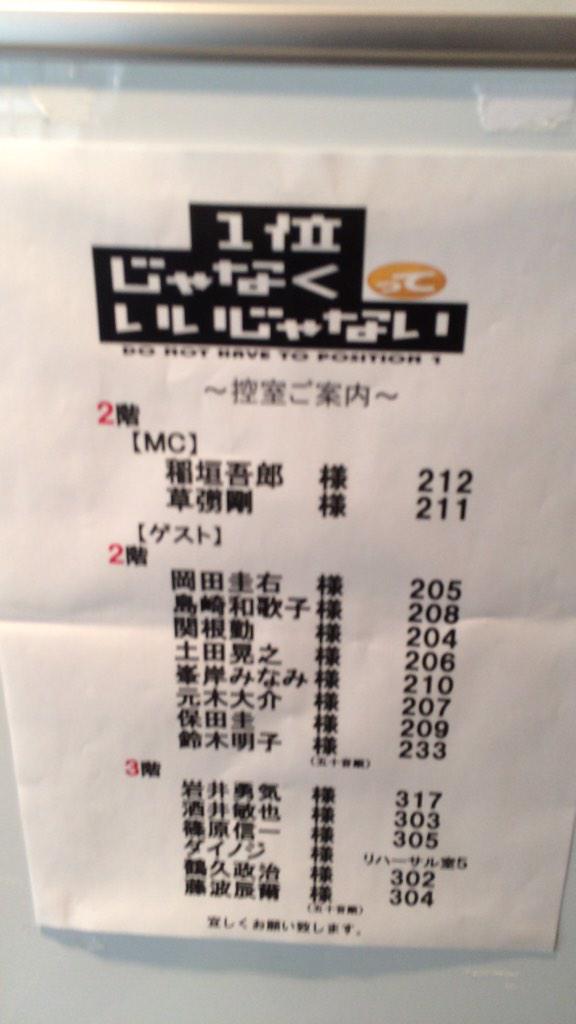 1位
じゃなくって
いいじゃない
DO NOT HAVE TO POSITION 1
～控室ご案内～
2階
【MC】
稲垣吾郎 様 212
草彅剛 様 211
【ゲスト】
2階
岡田圭右 様 205
島崎和歌子 様 208
関根勤 様 204
土田晃之 様 206
峯岸みなみ 様 210
元木大介 様 207
保田圭 様 209
鈴木明子 様 233
(五十音順)
3階
岩井勇気 様 317
酒井敏也 様 303
篠原信一 様 305
ダイノジ 様 リハーサル室5
鶴久政治 様 302
藤波辰爾 様 304
(五十音順)
宜しくお願い致します。